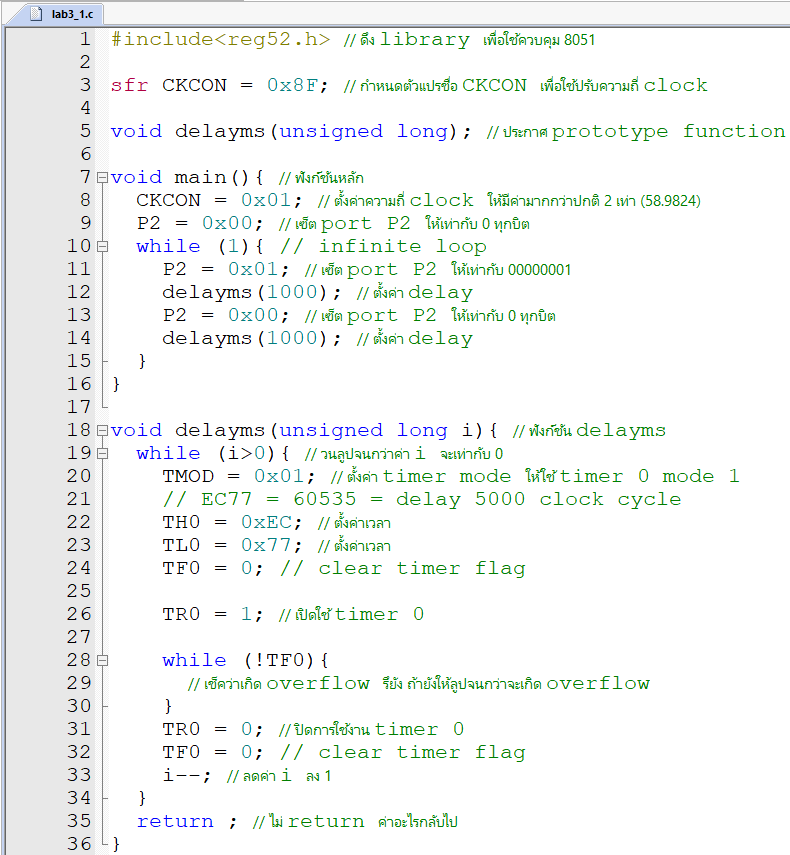 lab3_1.c
1 #include<reg52.h> // ดึง library เพื่อใช้ควบคุม 8051
2
3 sfr CKCON = 0x8F; // กำหนดตัวแปรชื่อ CKCON เพื่อใช้ปรับความถี่ clock
4
5 void delayms(unsigned long); // ประกาศ prototype function
6
7 void main(){ // ฟังก์ชันหลัก
8 CKCON = 0x01; // ตั้งค่าความถี่ clock ให้มีค่ามากกว่าปกติ 2 เท่า (58.9824)
9 P2 = 0x00; // เซ็ต port P2 ให้เท่ากับ 0 ทุกบิต
10 while (1){ // infinite loop
11 P2 = 0x01; // เซ็ต port P2 ให้เท่ากับ 00000001
12 delayms(1000); // ตั้งค่า delay
13 P2 = 0x00; // เซ็ต port P2 ให้เท่ากับ 0 ทุกบิต
14 delayms(1000); // ตั้งค่า delay
15 }
16 }
17
18 void delayms(unsigned long i){ // ฟังก์ชัน delayms
19 while (i>0){ // วนลูปจนกว่าค่า i จะเท่ากับ 0
20 TMOD = 0x01; // ตั้งค่า timer mode ให้ใช้ timer 0 mode 1
21 // EC77 = 60535 = delay 5000 clock cycle
22 TH0 = 0xEC; // ตั้งค่าเวลา
23 TL0 = 0x77; // ตั้งค่าเวลา
24 TF0 = 0; // clear timer flag
25
26 TR0 = 1; // เปิดใช้ timer 0
27
28 while (!TF0){
29 // เช็คว่าเกิด overflow รึยัง ถ้ายังให้ลูปจนกว่าจะเกิด overflow
30 }
31 TR0 = 0; // ปิดการใช้งาน timer 0
32 TF0 = 0; // clear timer flag
33 i--; // ลดค่า i ลง 1
34 }
35 return ; // ไม่ return ค่าอะไรกลับไป
36 }